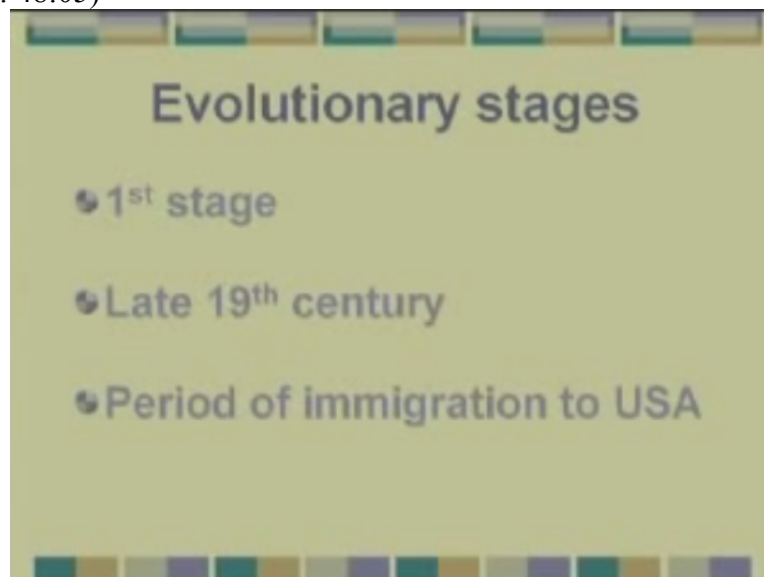 Evolutionary stages
1st stage
Late 19th century
Period of immigration to USA